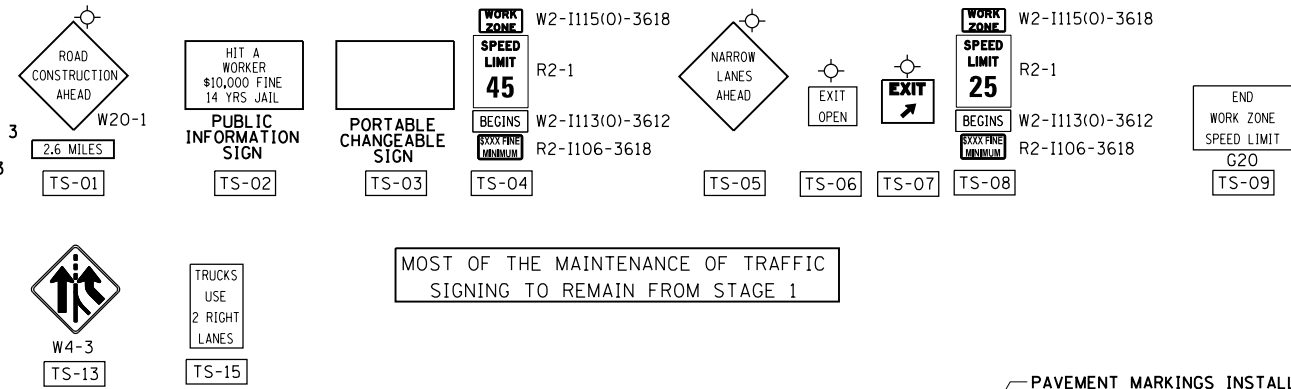 ROAD
CONSTRUCTION
AHEAD
W20-1
3
3
2.6 MILES
TS-01
HIT A
WORKER
$10,000 FINE
14 YRS JAIL
PUBLIC
INFORMATION
SIGN
TS-02
PORTABLE
CHANGEABLE
SIGN
TS-03
WORK
ZONE
W2-I115(O)-3618
SPEED
LIMIT
45
R2-1
BEGINS
W2-I113(O)-3612
$XXX FINE
MINIMUM
R2-I106-3618
TS-04
NARROW
LANES
AHEAD
TS-05
EXIT
OPEN
TS-06
EXIT
TS-07
WORK
ZONE
W2-I115(O)-3618
SPEED
LIMIT
25
R2-1
BEGINS
W2-I113(O)-3612
$XXX FINE
MINIMUM
R2-I106-3618
TS-08
END
WORK ZONE
SPEED LIMIT
G20
TS-09
W4-3
TS-13
TRUCKS
USE
2 RIGHT
LANES
TS-15
MOST OF THE MAINTENANCE OF TRAFFIC
SIGNING TO REMAIN FROM STAGE 1
PAVEMENT MARKINGS INSTALL